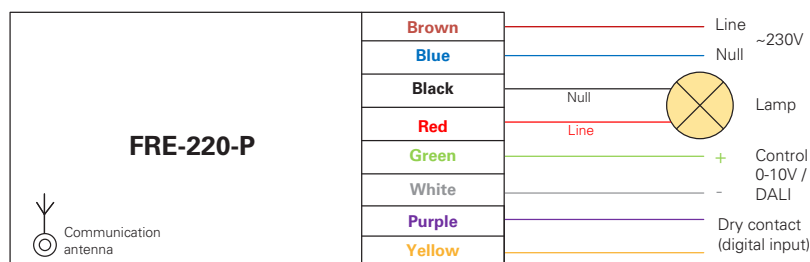 Brown
Line
~230V
Blue
Null
Black
Null
Lamp
Red
Line
FRE-220-P
Green
+
Control
0-10V /
DALI
White
-
Purple
Dry contact
(digital input)
Yellow
Communication
antenna